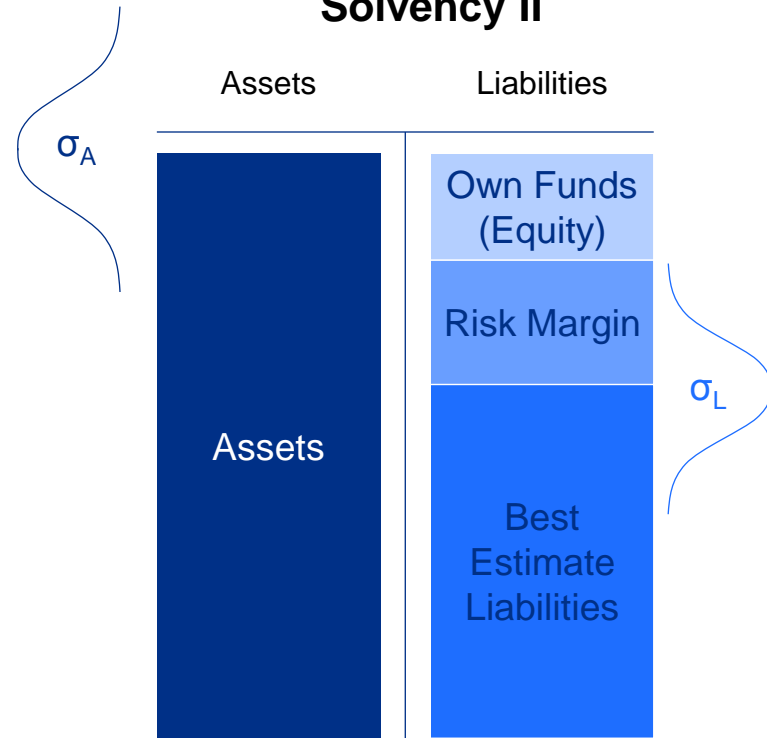 Solvency II
Assets
Liabilities
σA
Own Funds
(Equity)
Risk Margin
σL
Assets
Best
Estimate
Liabilities